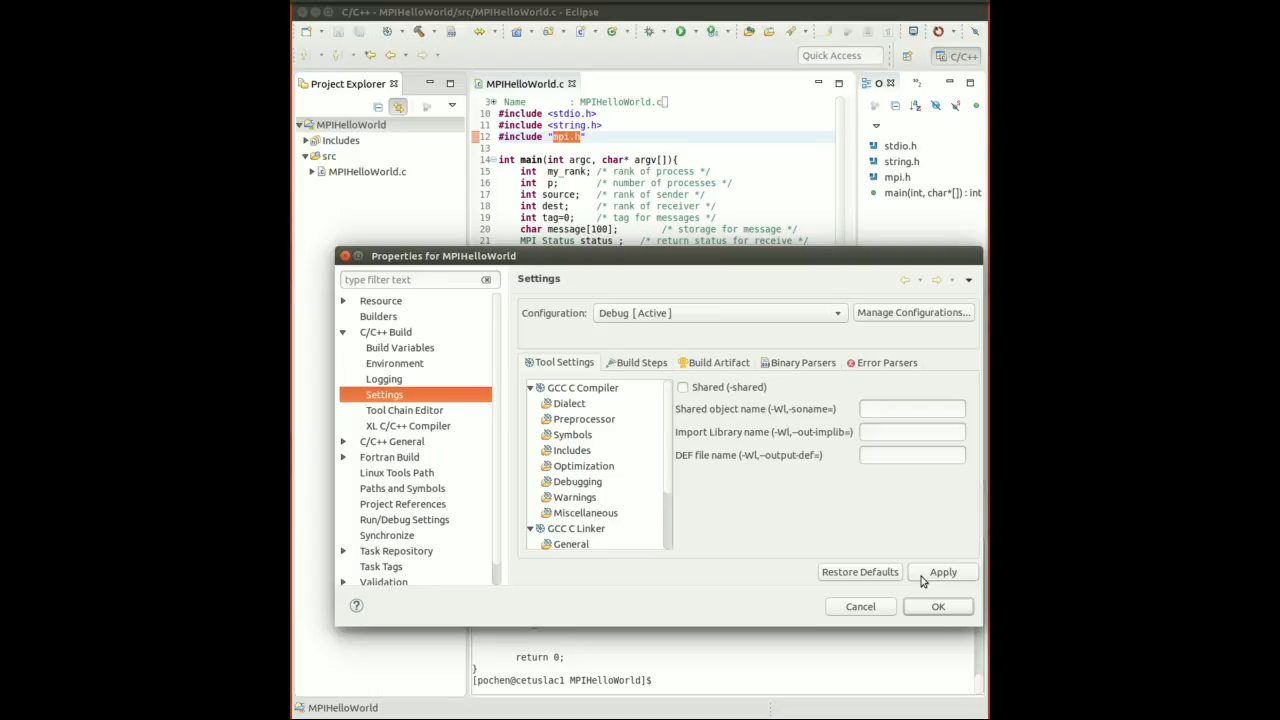 C/C++ - MPIHelloWorld/src/MPIHelloWorld.c - Eclipse
Quick Access
C/C++
Project Explorer
MPIHelloWorld
Includes
src
MPIHelloWorld.c
MPIHelloWorld.c
3 Name : MPIHelloWorld.c
10 #include <stdio.h>
11 #include <string.h>
12 #include "mpi.h"
13
14 int main(int argc, char* argv[]){
15 int my_rank; /* rank of process */
16 int p; /* number of processes */
17 int source; /* rank of sender */
18 int dest; /* rank of receiver */
19 int tag=0; /* tag for messages */
20 char message[100]; /* storage for message */
21 MPI_Status status ; /* return status for receive */
O
stdio.h
string.h
mpi.h
main(int, char*[]) : int
Properties for MPIHelloWorld
type filter text
Resource
Builders
C/C++ Build
Build Variables
Environment
Logging
Settings
Tool Chain Editor
XL C/C++ Compiler
C/C++ General
Fortran Build
Linux Tools Path
Paths and Symbols
Project References
Run/Debug Settings
Synchronize
Task Repository
Task Tags
Validation
Settings
Configuration: Debug [ Active ] Manage Configurations...
Tool Settings Build Steps Build Artifact Binary Parsers Error Parsers
GCC C Compiler
Dialect
Preprocessor
Symbols
Includes
Optimization
Debugging
Warnings
Miscellaneous
GCC C Linker
General
Shared (-shared)
Shared object name (-Wl,-soname=)
Import Library name (-Wl,--out-implib=)
DEF file name (-Wl,--output-def=)
Restore Defaults Apply
? Cancel OK
return 0;
}
[pochen@cetuslac1 MPIHelloWorld]$
MPIHelloWorld